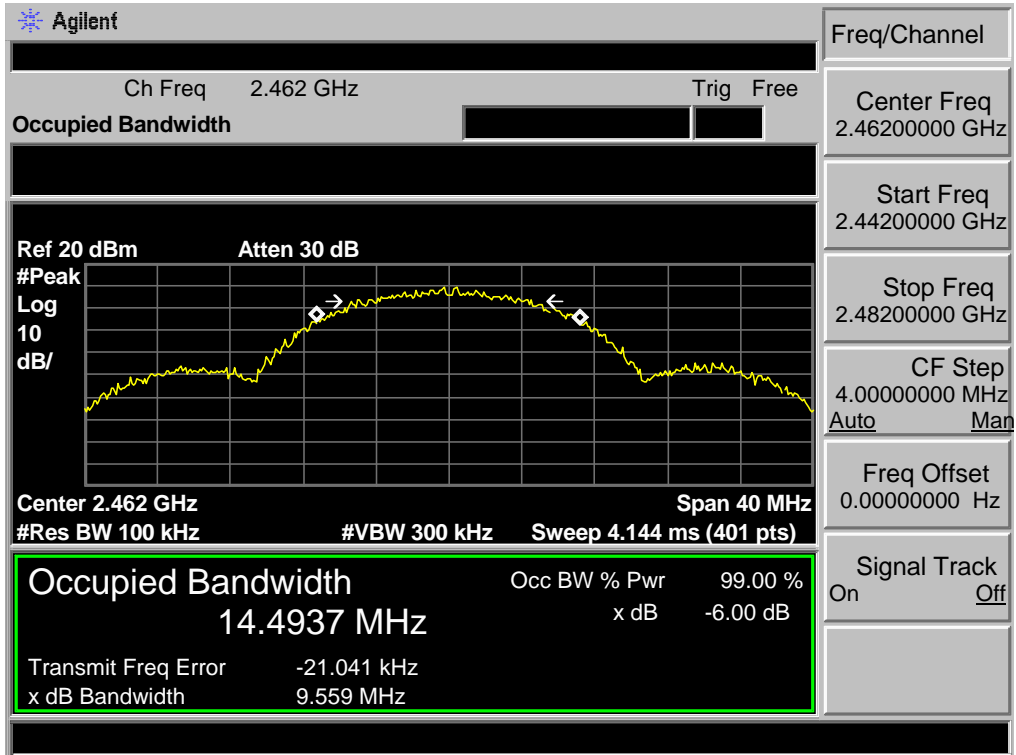 Agilent
Freq/Channel
Ch Freq 2.462 GHz Trig Free
Occupied Bandwidth
Center Freq
2.46200000 GHz
Start Freq
2.44200000 GHz
Stop Freq
2.48200000 GHz
CF Step
4.00000000 MHz
Auto Man
Freq Offset
0.00000000 Hz
Signal Track
On Off
Ref 20 dBm Atten 30 dB
#Peak
Log
10
dB/
Center 2.462 GHz Span 40 MHz
#Res BW 100 kHz #VBW 300 kHz Sweep 4.144 ms (401 pts)
Occupied Bandwidth Occ BW % Pwr 99.00 %
14.4937 MHz x dB -6.00 dB
Transmit Freq Error -21.041 kHz
x dB Bandwidth 9.559 MHz